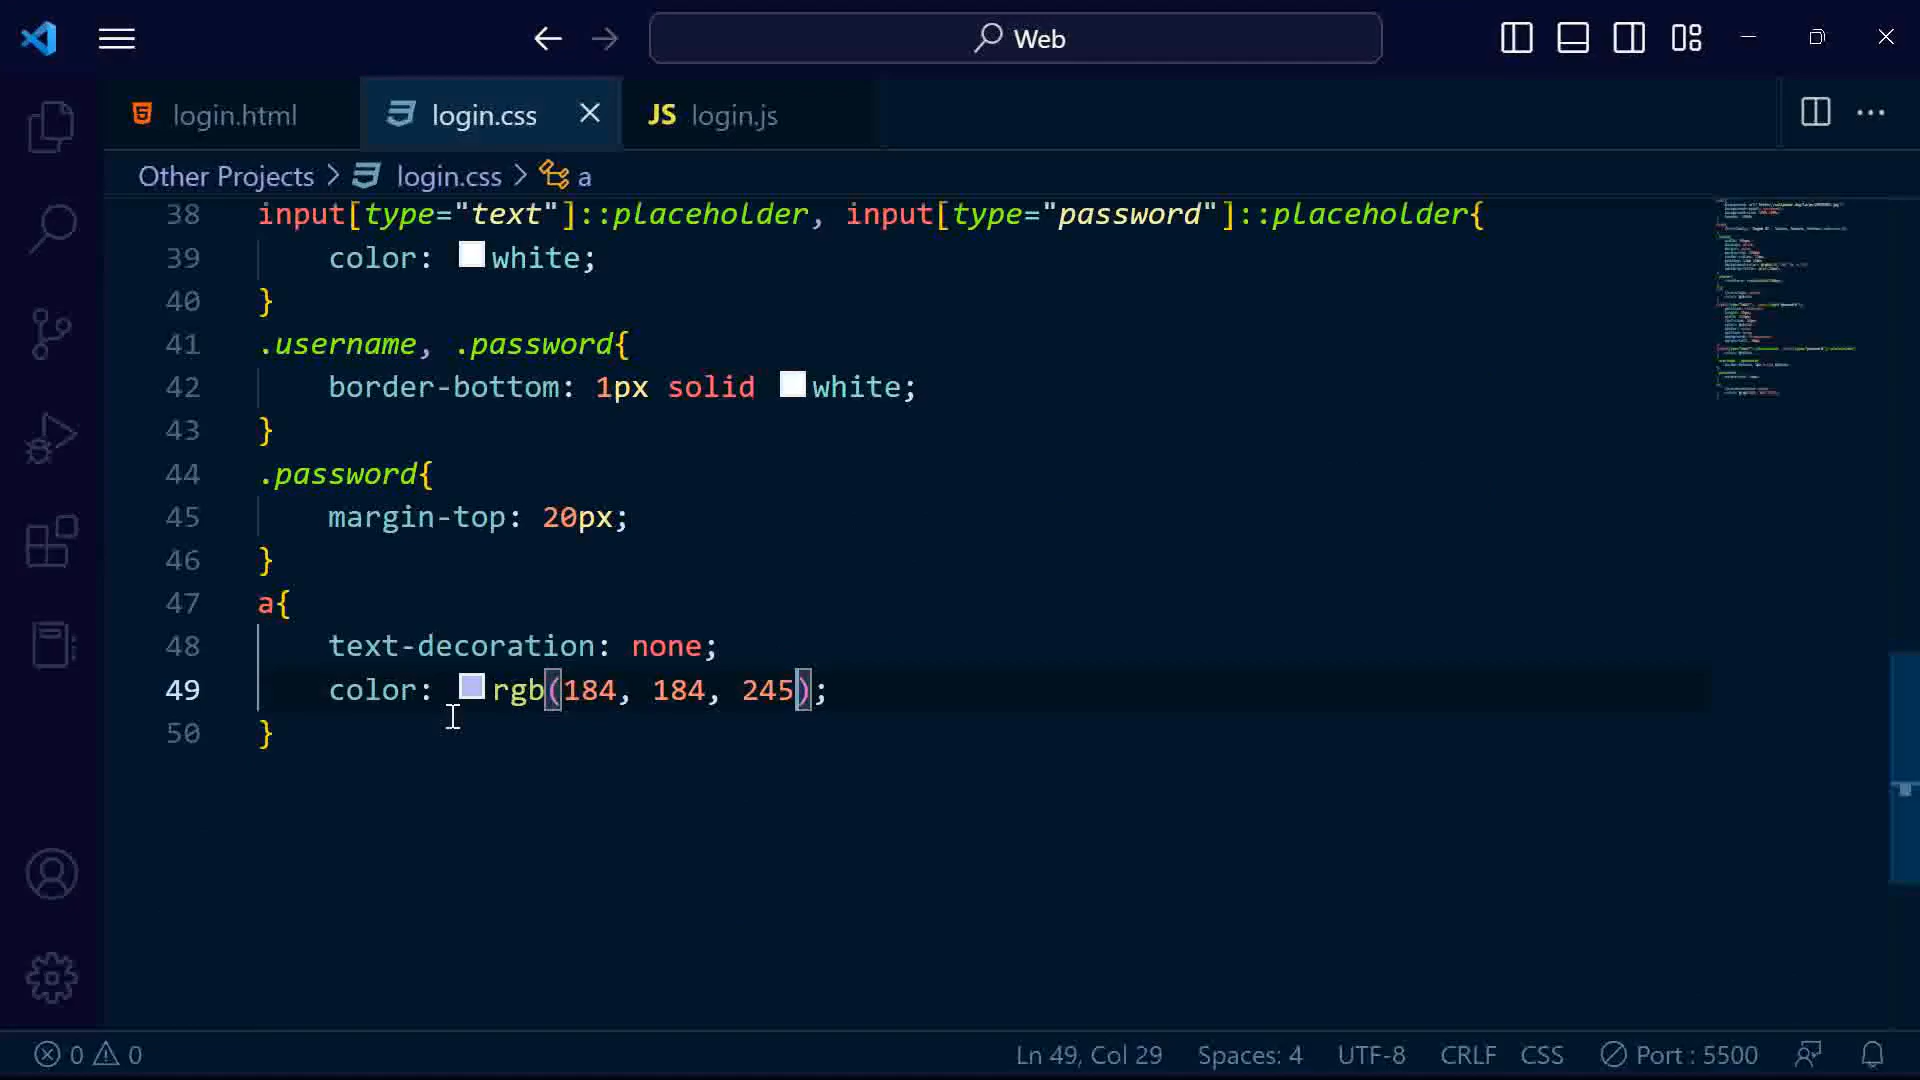 Web
login.html
login.css
JS login.js
Other Projects > login.css > a
38 input[type="text"]::placeholder, input[type="password"]::placeholder{
39 color: white;
40 }
41 .username, .password{
42 border-bottom: 1px solid white;
43 }
44 .password{
45 margin-top: 20px;
46 }
47 a{
48 text-decoration: none;
49 color: rgb(184, 184, 245);
50 }
0 0 Ln 49, Col 29 Spaces: 4 UTF-8 CRLF CSS Port : 5500